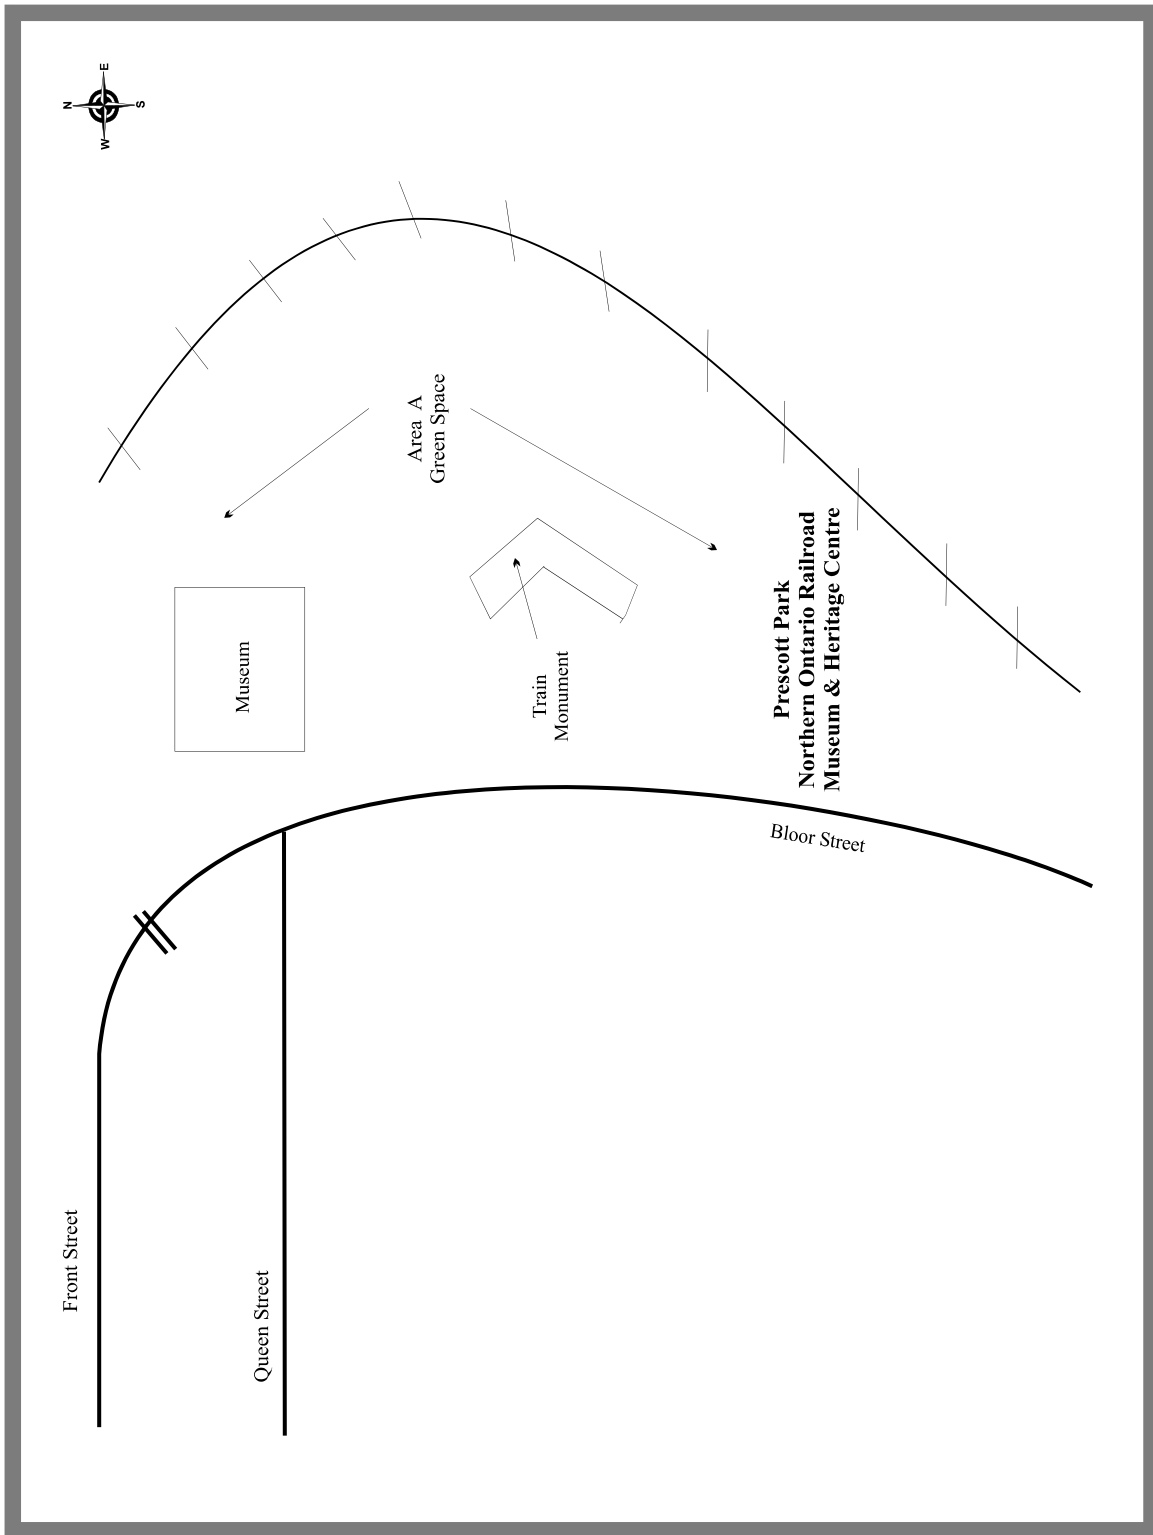 N
E
S
W
Area A
Green Space
Museum
Train
Monument
Prescott Park
Northern Ontario Railroad
Museum & Heritage Centre
Bloor Street
Front Street
Queen Street